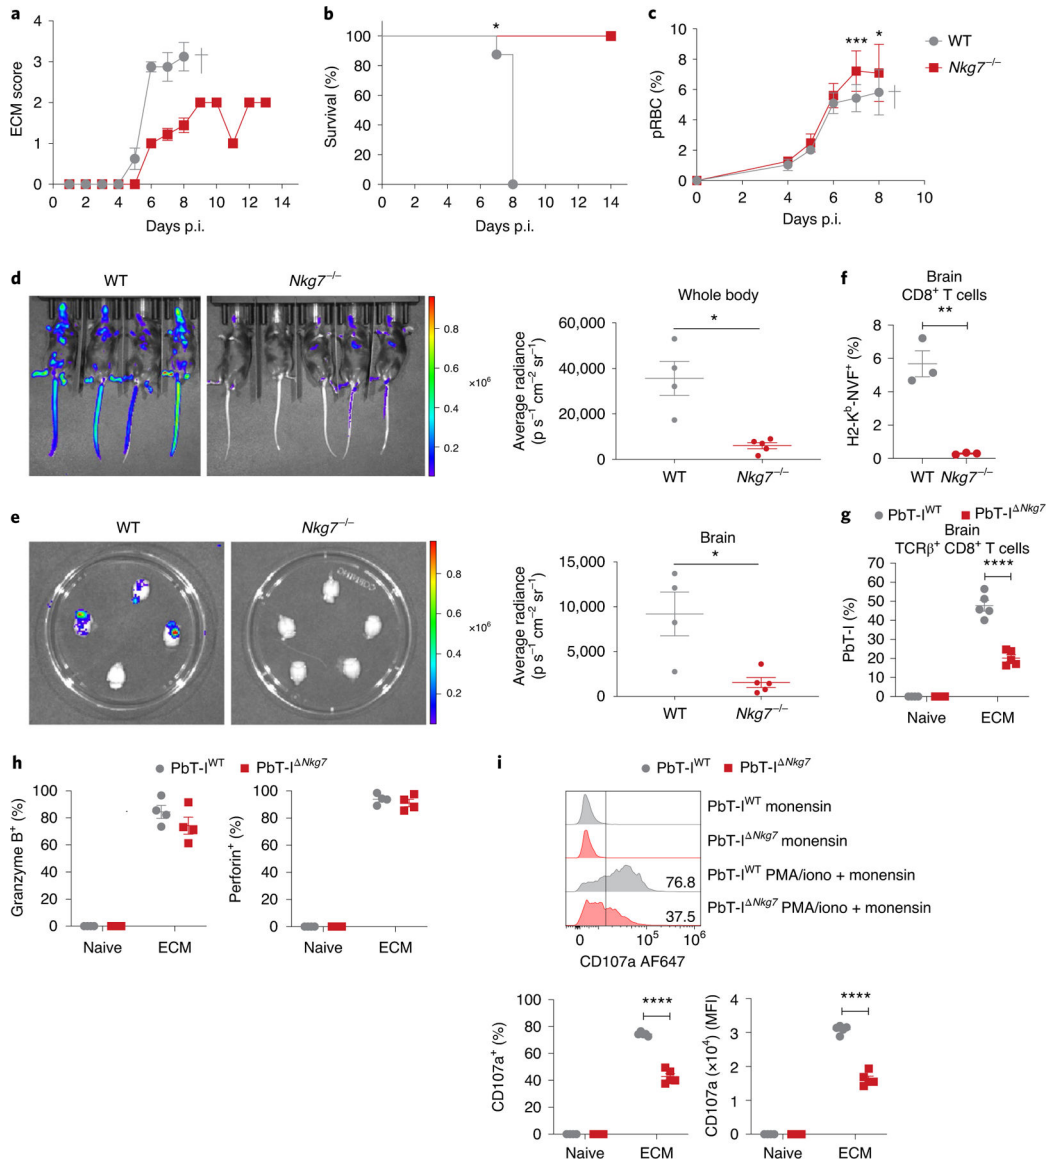 a
ECM score
4
3
2
1
0
0 2 4 6 8 10 12 14
Days p.i.
b
Survival (%)
100
80
60
40
20
0
*
0 2 4 6 8 10 12 14
Days p.i.
c
pRBC (%)
10
8
6
4
2
0
*** *
0 2 4 6 8 10
Days p.i.
WT
Nkg7–/–
d
WT
Nkg7–/–
0.8
0.6
×10⁶
0.4
0.2
Whole body
Average radiance
(p s⁻¹ cm⁻² sr⁻¹)
60,000
40,000
20,000
0
*
WT Nkg7–/–
f
Brain
CD8⁺ T cells
**
H2-Kᵇ-NVF⁺ (%)
8
6
4
2
0
WT Nkg7–/–
e
WT
Nkg7–/–
0.8
0.6
×10⁶
0.4
0.2
Brain
Average radiance
(p s⁻¹ cm⁻² sr⁻¹)
15,000
10,000
5,000
0
*
WT Nkg7–/–
g
PbT-Iᵂᵀ PbT-I^ΔNkg7
Brain
TCRβ⁺ CD8⁺ T cells
****
PbT-I (%)
70
60
50
40
30
20
10
0
Naive ECM
h
PbT-Iᵂᵀ PbT-I^ΔNkg7
Granzyme B⁺ (%)
100
80
60
40
20
0
Naive ECM
Perforin⁺ (%)
100
80
60
40
20
0
Naive ECM
i
PbT-Iᵂᵀ PbT-I^ΔNkg7
PbT-Iᵂᵀ monensin
PbT-I^ΔNkg7 monensin
76.8 PbT-Iᵂᵀ PMA/iono + monensin
37.5 PbT-I^ΔNkg7 PMA/iono + monensin
0 10⁵ 10⁶
CD107a AF647
CD107a⁺ (%)
100
80
60
40
20
0
****
Naive ECM
CD107a (×10⁴) (MFI)
4
3
2
1
0
****
Naive ECM